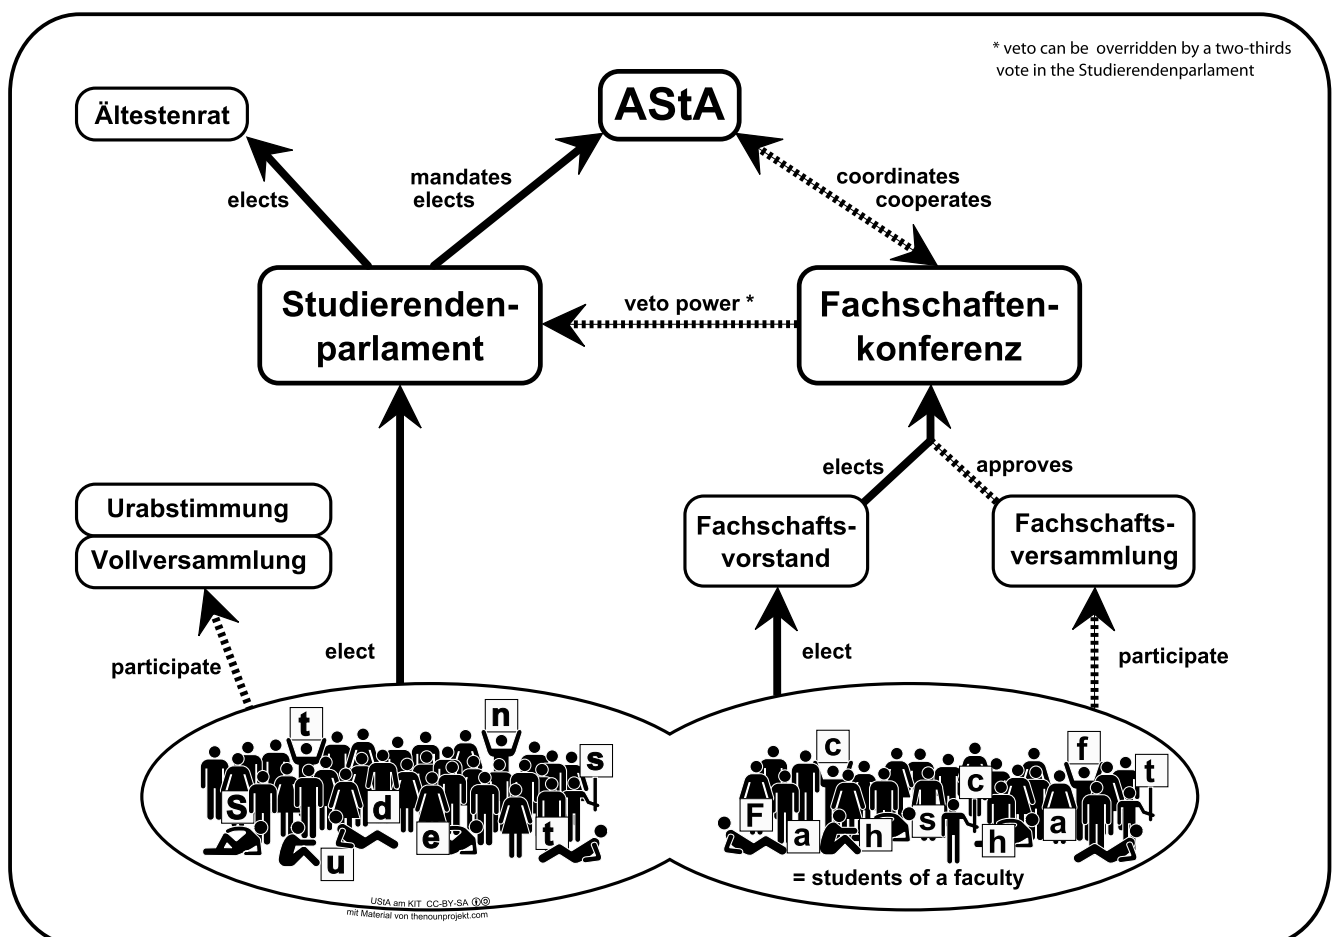 * veto can be overridden by a two-thirds
vote in the Studierendenparlament
Ältestenrat
AStA
elects
mandates
elects
coordinates
cooperates
Studierenden-
parlament
veto power *
Fachschaften-
konferenz
elects
approves
Urabstimmung
Vollversammlung
Fachschafts-
vorstand
Fachschafts-
versammlung
participate
elect
elect
participate
S t u d e n t s
F a c h s c h a f t
= students of a faculty
UStA am KIT CC-BY-SA
mit Material von thenounprojekt.com